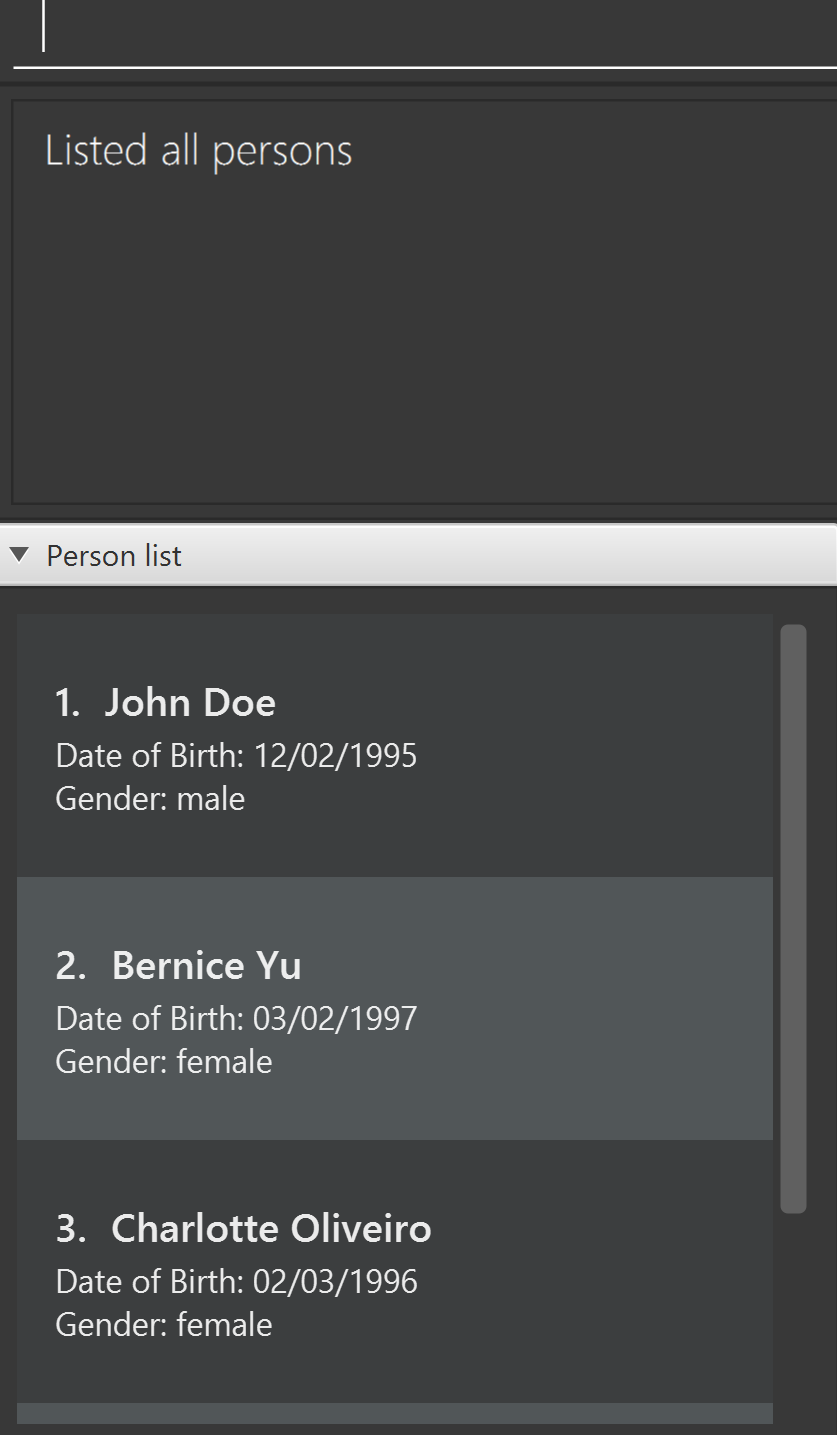 Listed all persons
Person list
1. John Doe
Date of Birth: 12/02/1995
Gender: male
2. Bernice Yu
Date of Birth: 03/02/1997
Gender: female
3. Charlotte Oliveiro
Date of Birth: 02/03/1996
Gender: female